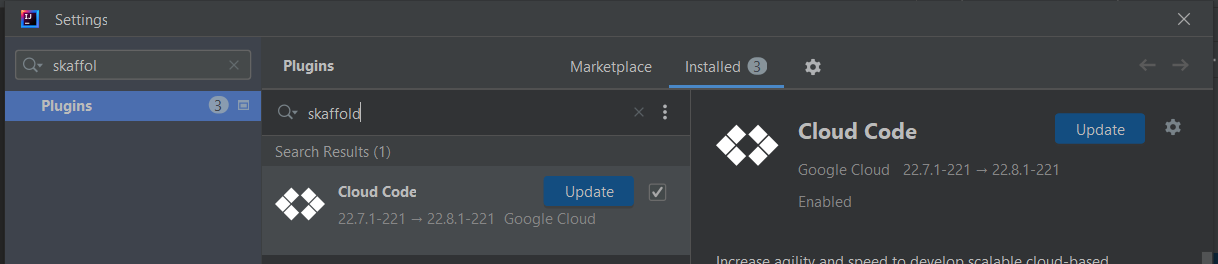 IJ
Settings
skaffol
Plugins
3
Plugins
Marketplace
Installed 3
skaffold
Search Results (1)
Cloud Code
Update
22.7.1-221 → 22.8.1-221 Google Cloud
Cloud Code
Update
Google Cloud 22.7.1-221 → 22.8.1-221
Enabled
Increase agility and speed to develop scalable cloud-based